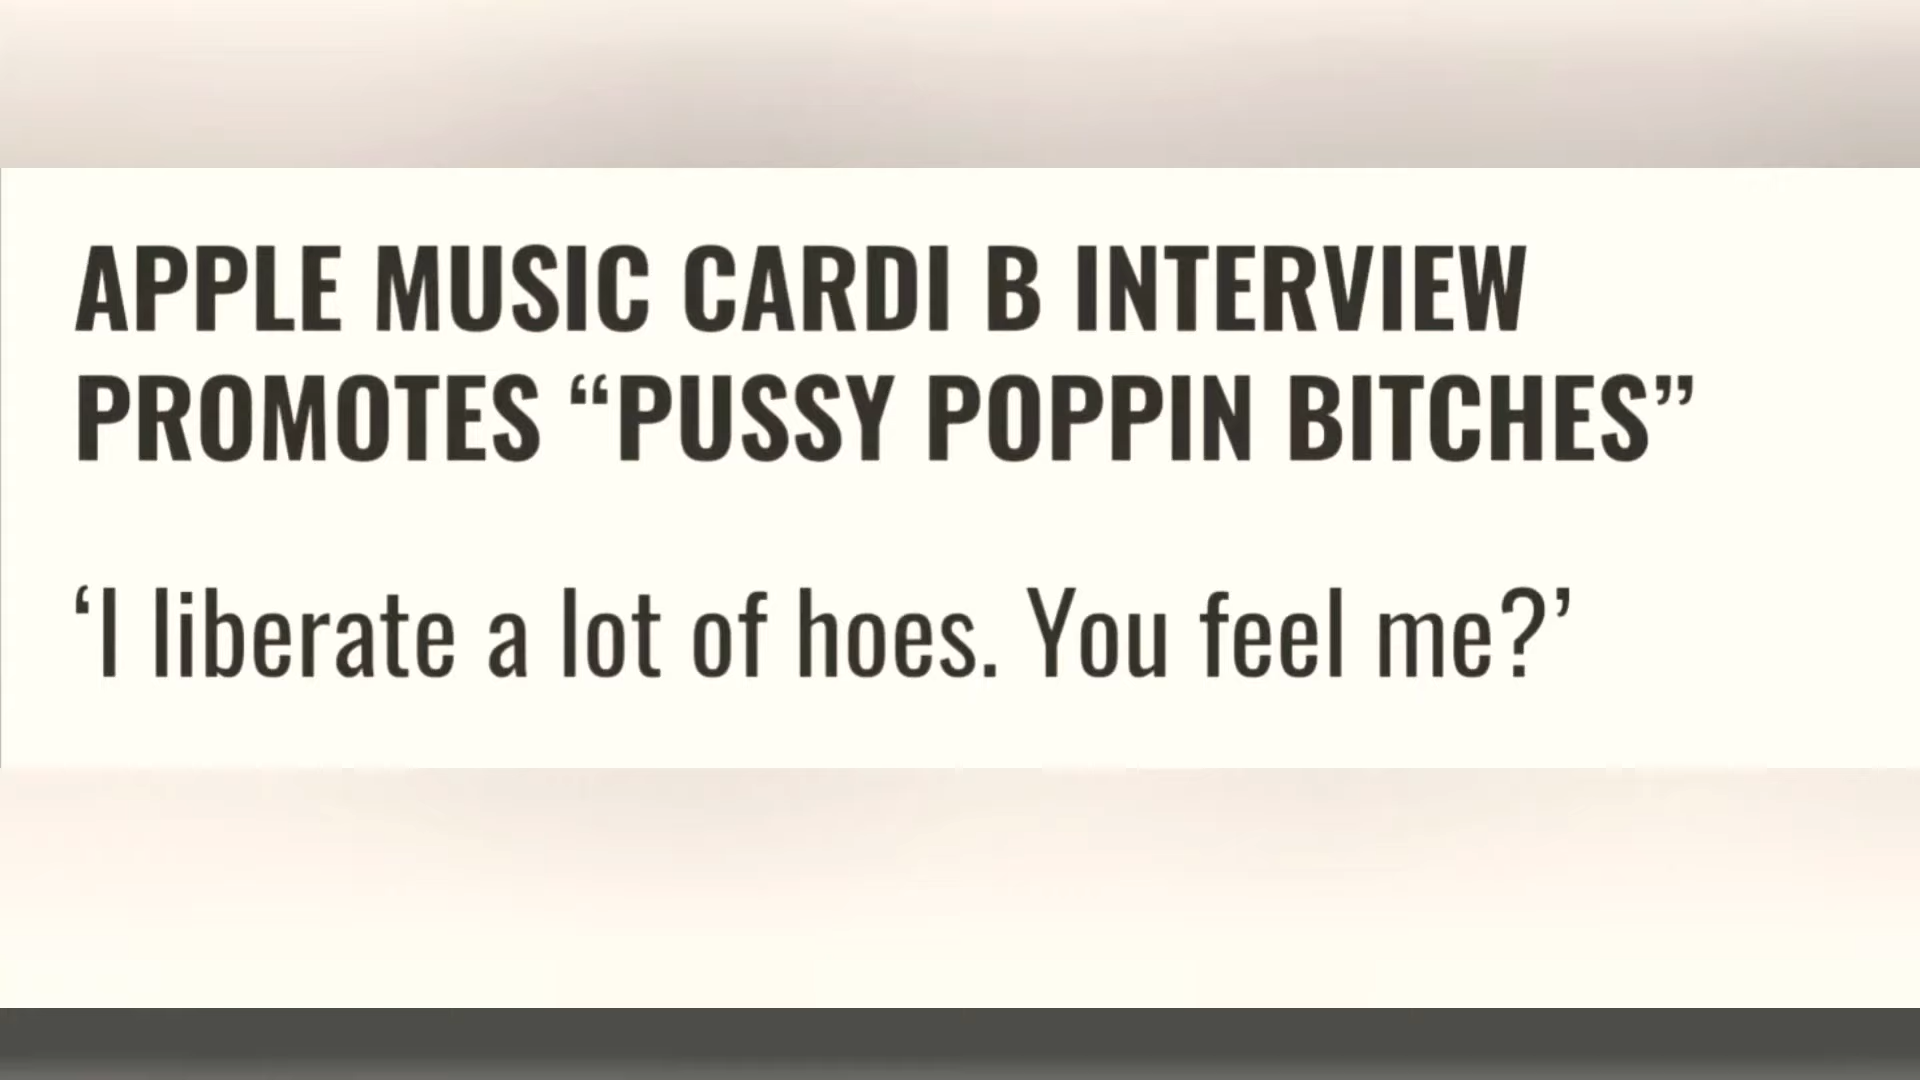 APPLE MUSIC CARDI B INTERVIEW
PROMOTES “PUSSY POPPIN BITCHES”
‘I liberate a lot of hoes. You feel me?’